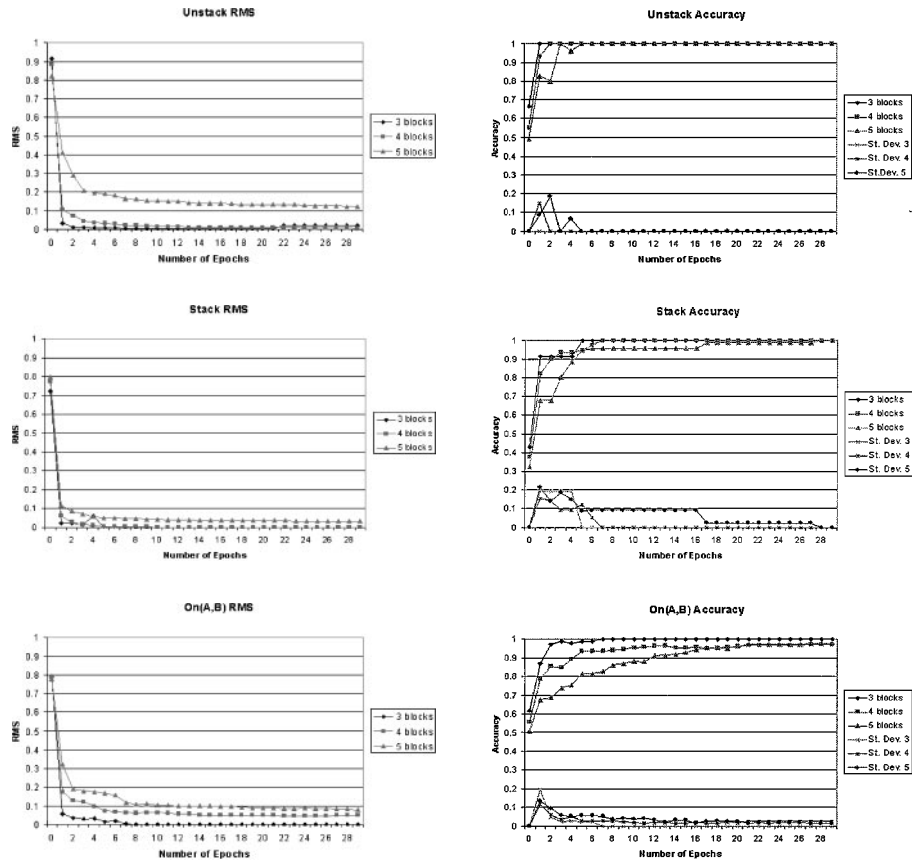 Unstack RMS
1
0.9
0.8
0.7
0.6
0.5
0.4
0.3
0.2
0.1
0
RMS
0 2 4 6 8 10 12 14 16 18 20 22 24 26 28
Number of Epochs
3 blocks
4 blocks
5 blocks
Unstack Accuracy
1
0.9
0.8
0.7
0.6
0.5
0.4
0.3
0.2
0.1
0
Accuracy
0 2 4 6 8 10 12 14 16 18 20 22 24 26 28
Number of Epochs
3 blocks
4 blocks
5 blocks
St. Dev. 3
St. Dev. 4
St.Dev. 5
Stack RMS
1
0.9
0.8
0.7
0.6
0.5
0.4
0.3
0.2
0.1
0
RMS
0 2 4 6 8 10 12 14 16 18 20 22 24 26 28
Number of Epochs
3 blocks
4 blocks
5 blocks
Stack Accuracy
1
0.9
0.8
0.7
0.6
0.5
0.4
0.3
0.2
0.1
0
Accuracy
0 2 4 6 8 10 12 14 16 18 20 22 24 26 28
Number of Epochs
3 blocks
4 blocks
5 blocks
St. Dev. 3
St. Dev. 4
St. Dev. 5
On(A,B) RMS
1
0.9
0.8
0.7
0.6
0.5
0.4
0.3
0.2
0.1
0
RMS
0 2 4 6 8 10 12 14 16 18 20 22 24 26 28
Number of Epochs
3 blocks
4 blocks
5 blocks
On(A,B) Accuracy
1
0.9
0.8
0.7
0.6
0.5
0.4
0.3
0.2
0.1
0
Accuracy
0 2 4 6 8 10 12 14 16 18 20 22 24 26 28
Number of Epochs
3 blocks
4 blocks
5 blocks
St. Dev. 3
St. Dev. 4
St. Dev. 5